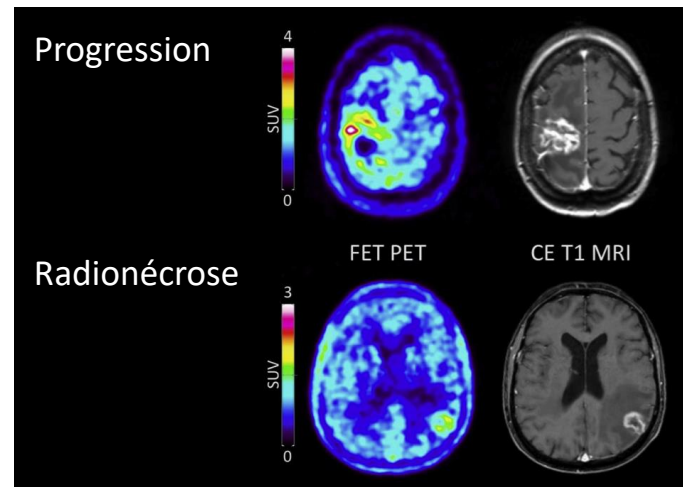 Progression
4
SUV
0
FET PET
CE T1 MRI
Radionécrose
3
SUV
0